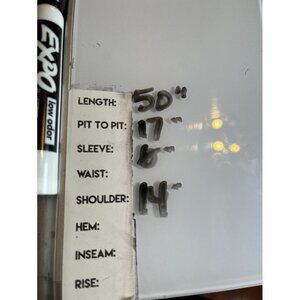 EXPO
low odor
LENGTH: 50"
PIT TO PIT: 17"
SLEEVE: 6"
WAIST:
SHOULDER: 14"
HEM:
INSEAM:
RISE: